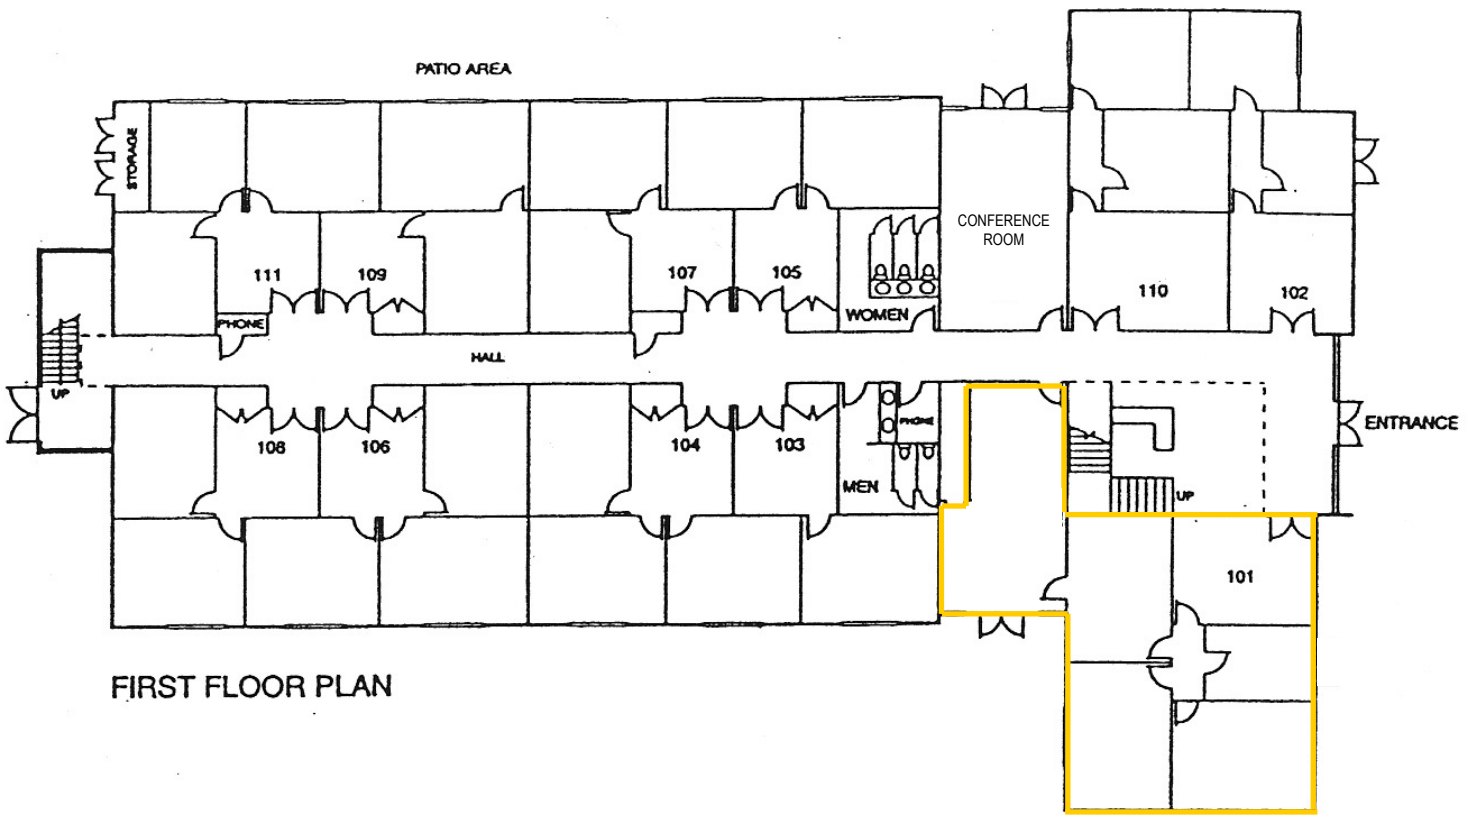 PATIO AREA
STORAGE
CONFERENCE
ROOM
111
109
107
105
110
102
PHONE
WOMEN
HALL
UP
ENTRANCE
PHONE
108
106
104
103
MEN
UP
101
FIRST FLOOR PLAN